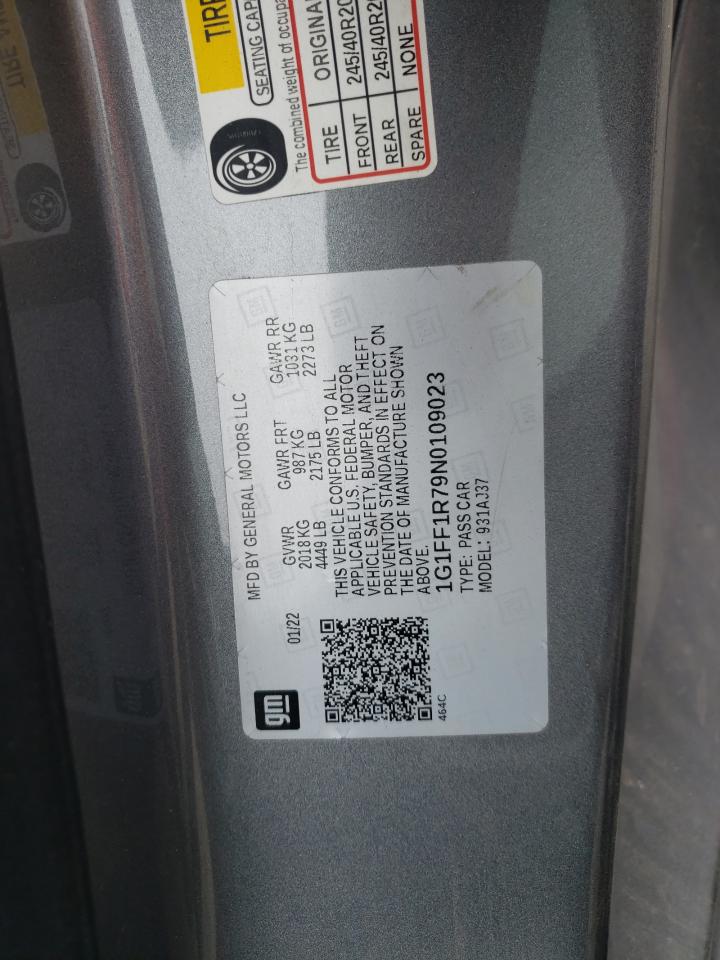 gm
MFD BY GENERAL MOTORS LLC
01/22 GVWR GAWR FRT GAWR RR
2018 KG 987 KG 1031 KG
4449 LB 2175 LB 2273 LB
THIS VEHICLE CONFORMS TO ALL
APPLICABLE U.S. FEDERAL MOTOR
VEHICLE SAFETY, BUMPER, AND THEFT
PREVENTION STANDARDS IN EFFECT ON
THE DATE OF MANUFACTURE SHOWN
ABOVE.
1G1FF1R79N0109023
TYPE: PASS CAR
MODEL: 931AJ37
464C
TIRE
SEATING CAP
The combined weight of occupa
TIRE ORIGINA
FRONT 245/40R20
REAR 245/40R2
SPARE NONE